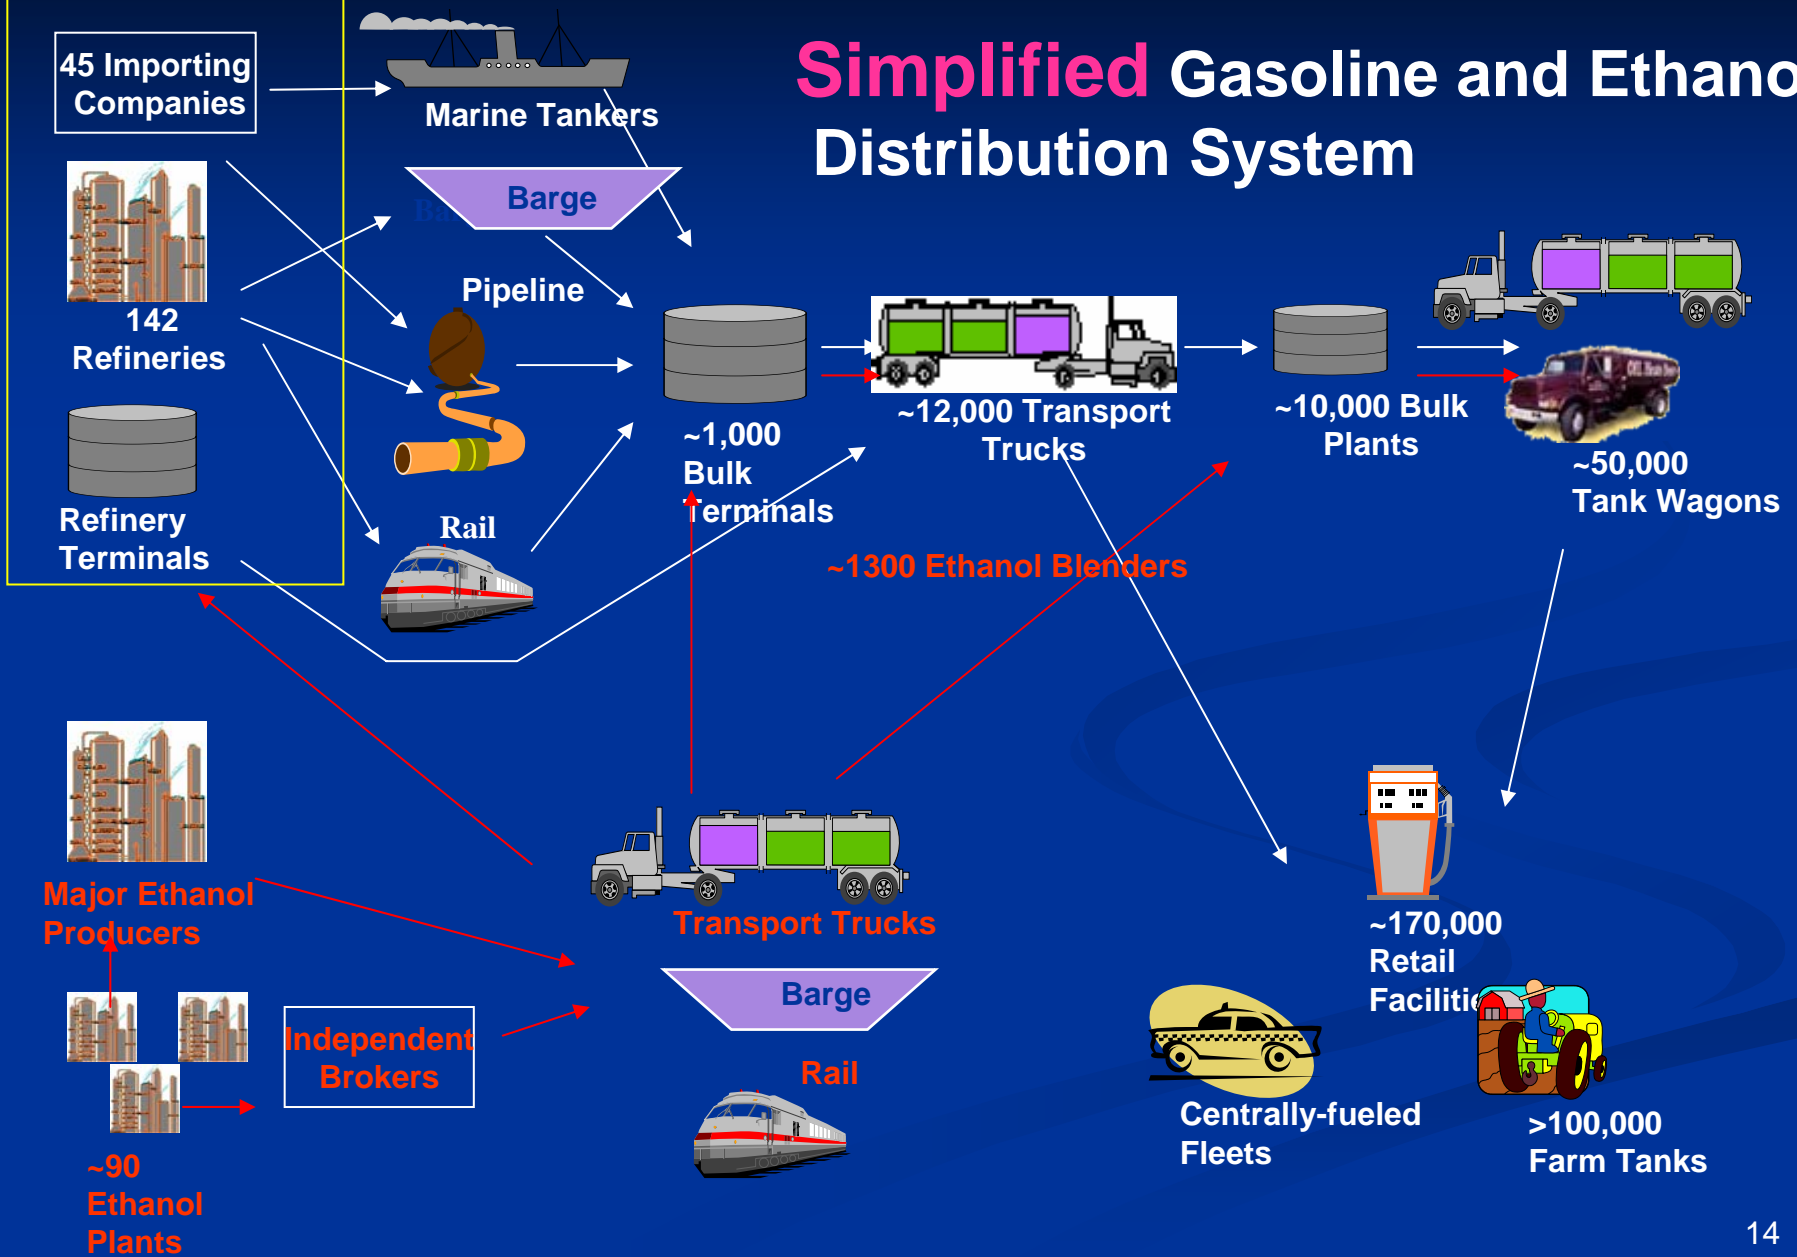 Simplified Gasoline and Ethano
Distribution System
45 Importing
Companies
Marine Tankers
Barge
142
Refineries
Pipeline
Refinery
Terminals
Rail
~1,000
Bulk
Terminals
~12,000 Transport
Trucks
~10,000 Bulk
Plants
~50,000
Tank Wagons
~1300 Ethanol Blenders
Major Ethanol
Producers
Independent
Brokers
~90
Ethanol
Plants
Transport Trucks
Barge
Rail
~170,000
Retail
Facilitie
Centrally-fueled
Fleets
>100,000
Farm Tanks
14